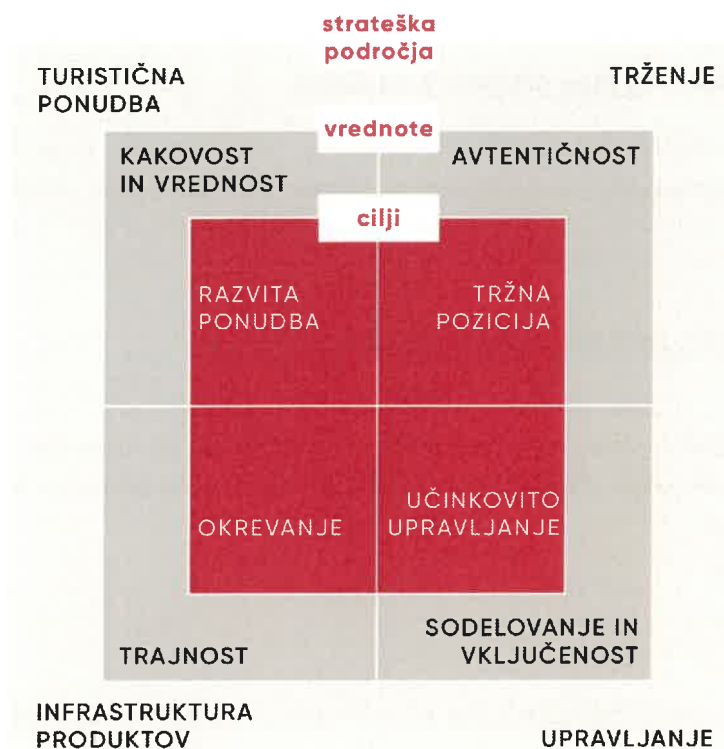 strateška
področja
TURISTIČNA
PONUDBA
TRŽENJE
vrednote
KAKOVOST
IN VREDNOST
AVTENTIČNOST
cilji
RAZVITA
PONUDBA
TRŽNA
POZICIJA
OKREVANJE
UČINKOVITO
UPRAVLJANJE
TRAJNOST
SODELOVANJE IN
VKLJUČENOST
INFRASTRUKTURA
PRODUKTOV
UPRAVLJANJE